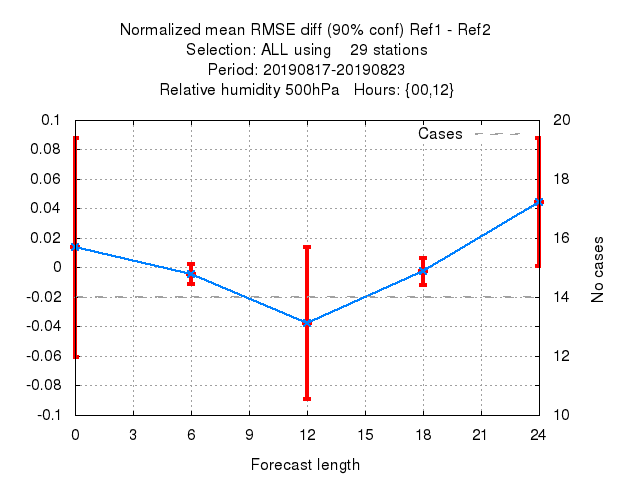 Normalized mean RMSE diff (90% conf) Ref1 - Ref2
Selection: ALL using    29 stations
Period: 20190817-20190823
Relative humidity 500hPa   Hours: {00,12}
Cases
0.1
0.08
0.06
0.04
0.02
0
-0.02
-0.04
-0.06
-0.08
-0.1
20
18
16
14
12
10
No cases
0 3 6 9 12 15 18 21 24
Forecast length